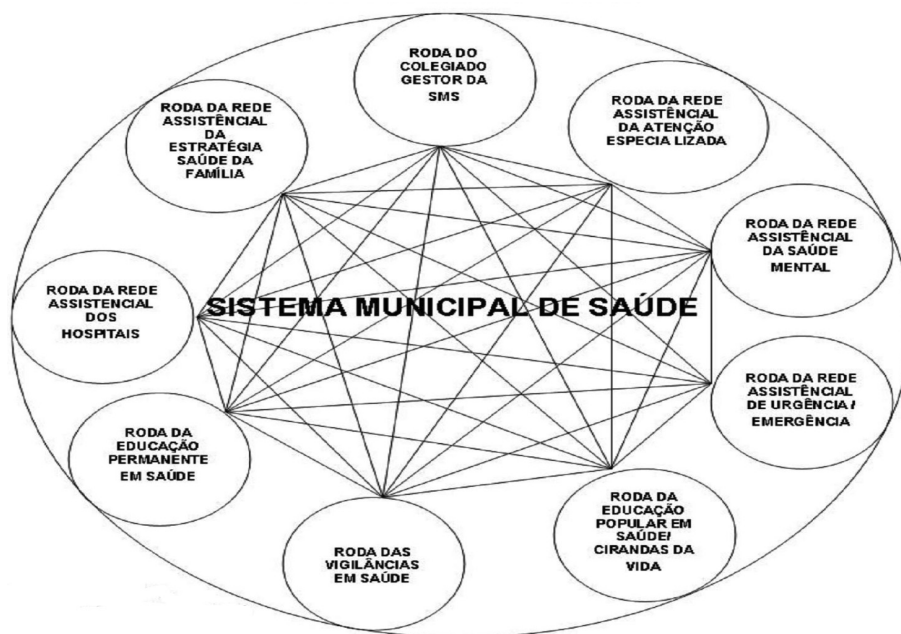 RODA DO
COLEGIADO
GESTOR DA
SMS
RODA DA REDE
ASSISTÊNCIAL
DA
ESTRATÉGIA
SAÚDE DA
FAMÍLIA
RODA DA REDE
ASSISTÊNCIAL
DA ATENÇÃO
ESPECIA LIZADA
RODA DA REDE
ASSISTÊNCIAL
DA SAÚDE
MENTAL
RODA DA REDE
ASSISTENCIAL
DOS
HOSPITAIS
SISTEMA MUNICIPAL DE SAÚDE
RODA DA REDE
ASSISTÊNCIAL
DE URGÊNCIA /
EMERGÊNCIA
RODA DA
EDUCAÇÃO
PERMANENTE
EM SAÚDE
RODA DAS
VIGILÂNCIAS
EM SAÚDE
RODA DA
EDUCAÇÃO
POPULAR EM
SAÚDE/
CIRANDAS DA
VIDA